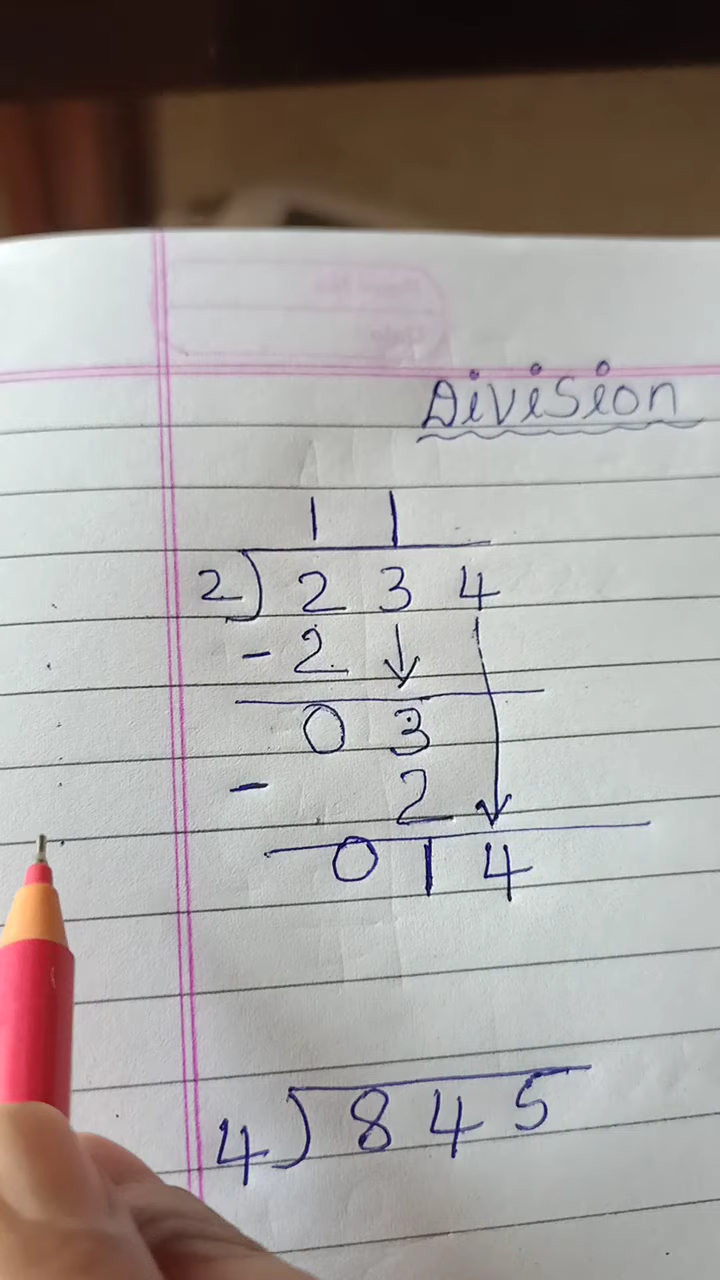 Division
1 1
2) 2 3 4
- 2 ↓
0 3
- 2 ↓
0 1 4
4) 8 4 5